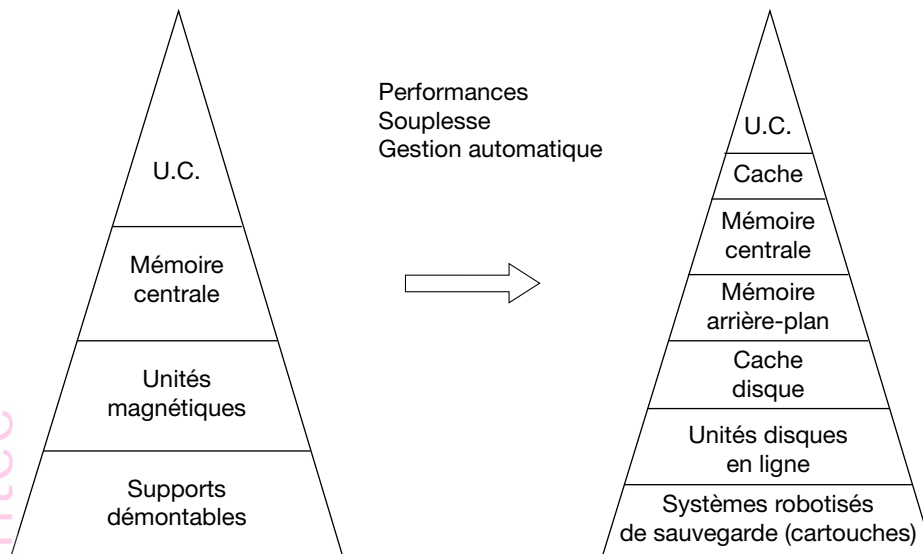 U.C.
Mémoire
centrale
Unités
magnétiques
Supports
démontables
Performances
Souplesse
Gestion automatique
U.C.
Cache
Mémoire
centrale
Mémoire
arrière-plan
Cache
disque
Unités disques
en ligne
Systèmes robotisés
de sauvegarde (cartouches)